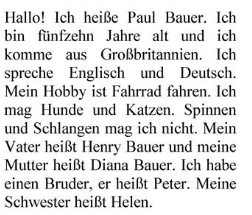 Hallo! Ich heiße Paul Bauer. Ich
bin fünfzehn Jahre alt und ich
komme aus Großbritannien. Ich
spreche Englisch und Deutsch.
Mein Hobby ist Fahrrad fahren. Ich
mag Hunde und Katzen. Spinnen
und Schlangen mag ich nicht. Mein
Vater heißt Henry Bauer und meine
Mutter heißt Diana Bauer. Ich habe
einen Bruder, er heißt Peter. Meine
Schwester heißt Helen.